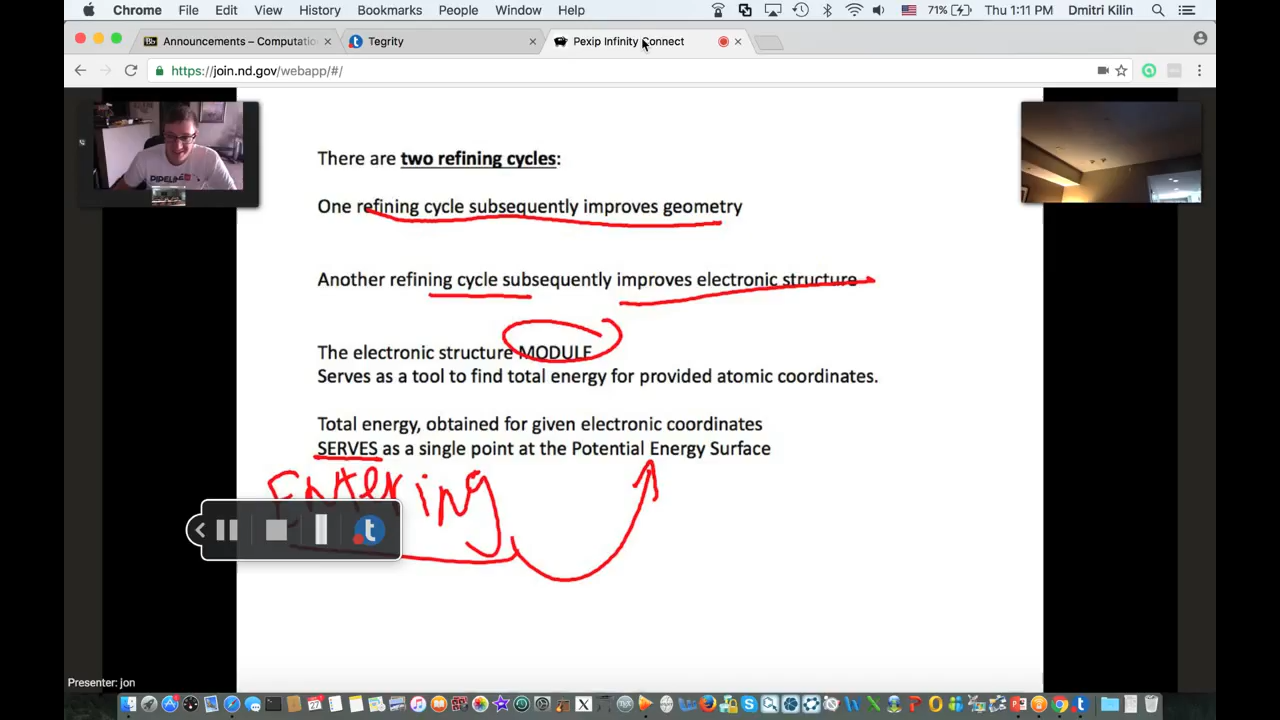 Chrome File Edit View History Bookmarks People Window Help 71% Thu 1:11 PM Dmitri Kilin
Announcements – Computatio Tegrity Pexip Infinity Connect
https://join.nd.gov/webapp/#/
There are two refining cycles:
PIPELINE
One refining cycle subsequently improves geometry
Another refining cycle subsequently improves electronic structure
The electronic structure MODULE
Serves as a tool to find total energy for provided atomic coordinates.
Total energy, obtained for given electronic coordinates
SERVES as a single point at the Potential Energy Surface
Entering
t
Presenter: jon